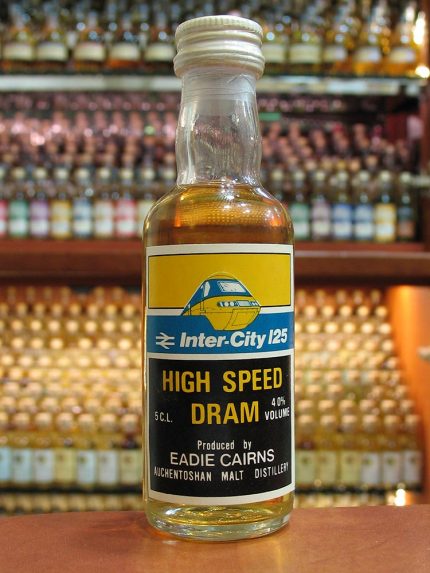 Inter-City 125
HIGH SPEED
5 C.L. DRAM 40% VOLUME
Produced by
EADIE CAIRNS
AUCHENTOSHAN MALT DISTILLERY